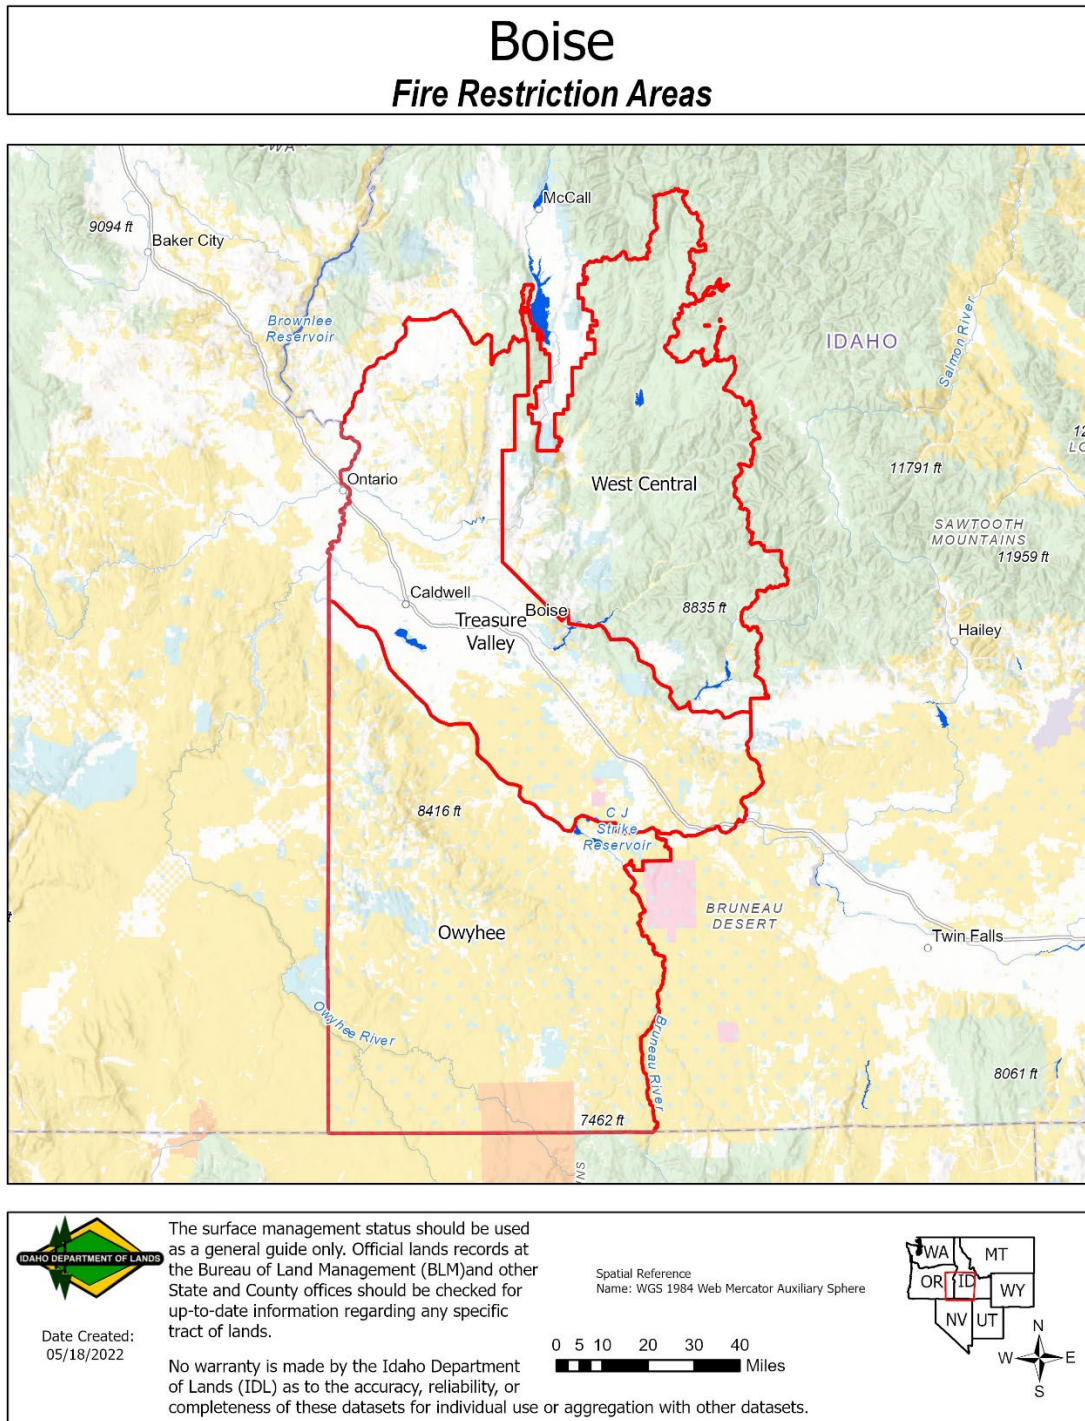 Boise
Fire Restriction Areas
McCall
9094 ft
Baker City
Brownlee
Reservoir
IDAHO
Salmon River
11791 ft
Ontario
West Central
SAWTOOTH
MOUNTAINS
11959 ft
Caldwell
Boise
8835 ft
Treasure
Valley
Hailey
8416 ft
C J
Strike
Reservoir
BRUNEAU
DESERT
Owyhee
Twin Falls
Owyhee River
Bruneau River
8061 ft
7462 ft
IDAHO DEPARTMENT OF LANDS
Date Created:
05/18/2022
The surface management status should be used
as a general guide only. Official lands records at
the Bureau of Land Management (BLM)and other
State and County offices should be checked for
up-to-date information regarding any specific
tract of lands.
No warranty is made by the Idaho Department
of Lands (IDL) as to the accuracy, reliability, or
completeness of these datasets for individual use or aggregation with other datasets.
Spatial Reference
Name: WGS 1984 Web Mercator Auxiliary Sphere
0 5 10 20 30 40
Miles
WA
MT
OR
ID
WY
NV
UT
N
W
E
S